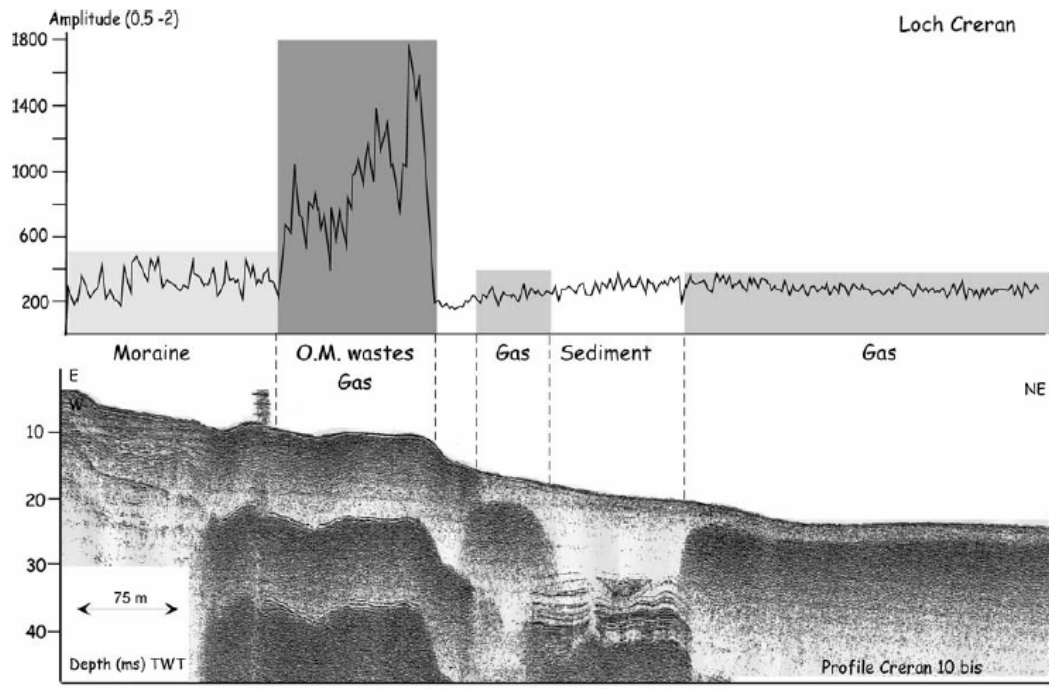 Amplitude (0.5 -2)
Loch Creran
1800
1400
1000
600
200
Moraine
O.M. wastes
Gas
Gas
Sediment
Gas
E
W
NE
10
20
30
40
75 m
Depth (ms) TWT
Profile Creran 10 bis